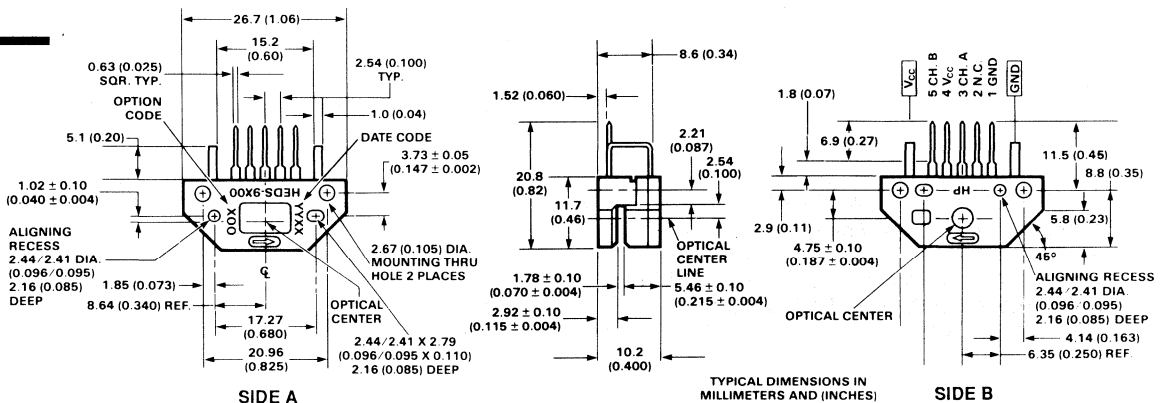 26.7 (1.06)
15.2
(0.60)
0.63 (0.025)
SQR. TYP.
2.54 (0.100)
TYP.
OPTION
CODE
1.0 (0.04)
DATE CODE
5.1 (0.20)
3.73 ± 0.05
(0.147 ± 0.002)
1.02 ± 0.10
(0.040 ± 0.004)
HEDS-9X00
X00
YYXX
ALIGNING
RECESS
2.44/2.41 DIA.
(0.096/0.095)
2.16 (0.085)
DEEP
2.67 (0.105) DIA.
MOUNTING THRU
HOLE 2 PLACES
1.85 (0.073)
8.64 (0.340) REF.
OPTICAL
CENTER
17.27
(0.680)
20.96
(0.825)
2.44/2.41 X 2.79
(0.096/0.095 X 0.110)
2.16 (0.085) DEEP
SIDE A
8.6 (0.34)
1.52 (0.060)
2.21
(0.087)
2.54
(0.100)
20.8
(0.82)
11.7
(0.46)
OPTICAL
CENTER
LINE
1.78 ± 0.10
(0.070 ± 0.004)
5.46 ± 0.10
(0.215 ± 0.004)
2.92 ± 0.10
(0.115 ± 0.004)
10.2
(0.400)
TYPICAL DIMENSIONS IN
MILLIMETERS AND (INCHES)
Vcc
5 CH. B
4 Vcc
3 CH. A
2 N.C.
1 GND
GND
1.8 (0.07)
6.9 (0.27)
11.5 (0.45)
8.8 (0.35)
HP
2.9 (0.11)
5.8 (0.23)
4.75 ± 0.10
(0.187 ± 0.004)
45°
OPTICAL CENTER
ALIGNING RECESS
2.44/2.41 DIA.
(0.096/0.095)
2.16 (0.085) DEEP
4.14 (0.163)
6.35 (0.250) REF.
SIDE B